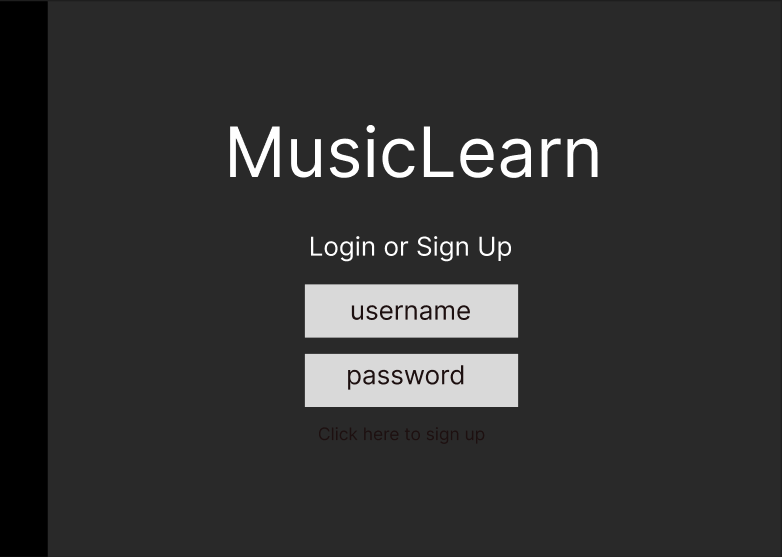 MusicLearn
Login or Sign Up
username
password
Click here to sign up